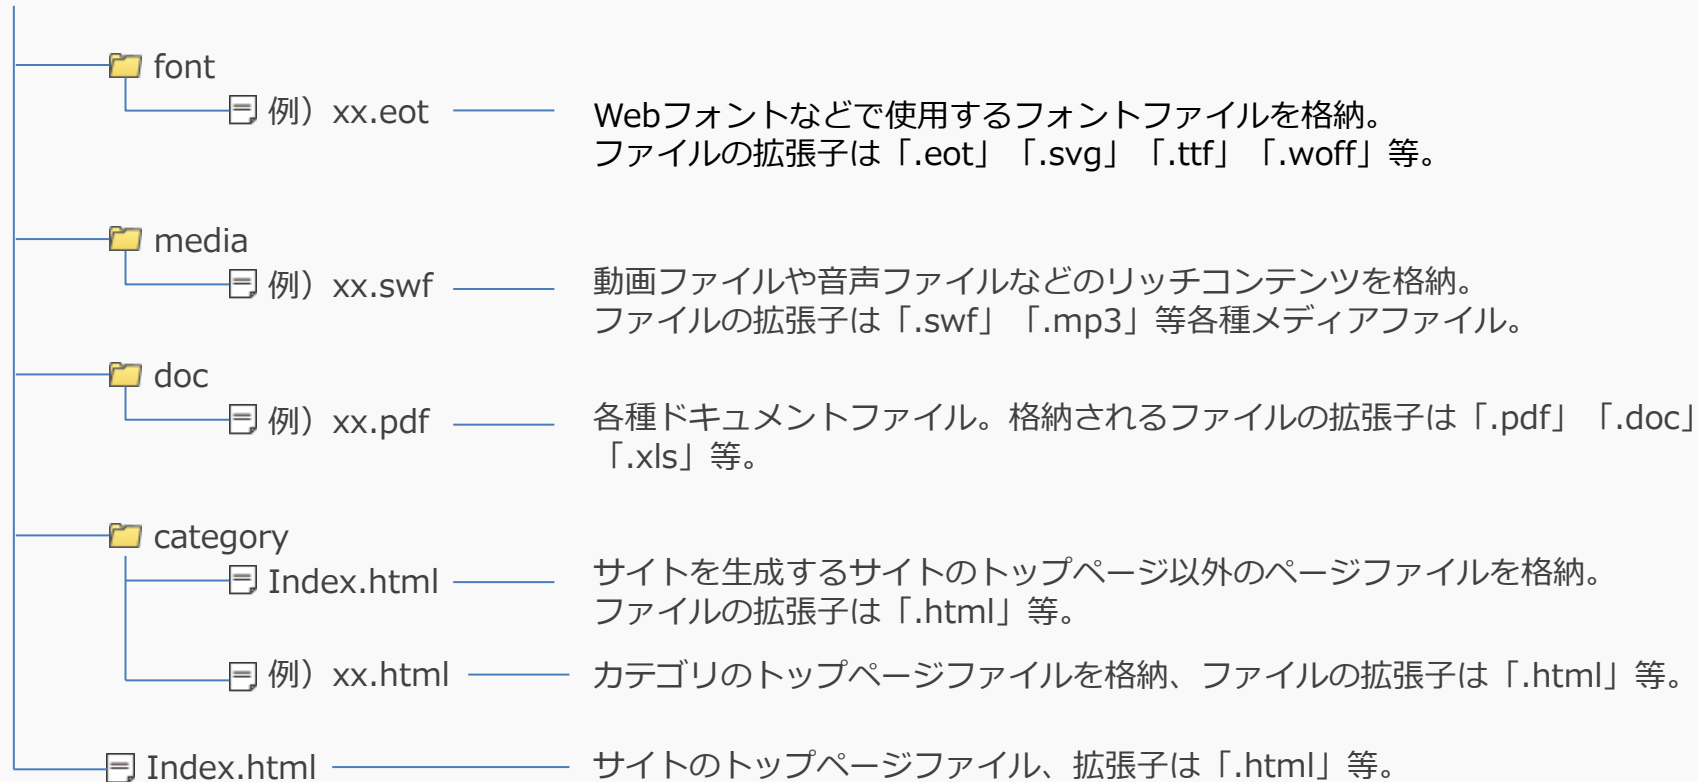 font
例）xx.eot
Webフォントなどで使用するフォントファイルを格納。
ファイルの拡張子は「.eot」「.svg」「.ttf」「.woff」等。
media
例）xx.swf
動画ファイルや音声ファイルなどのリッチコンテンツを格納。
ファイルの拡張子は「.swf」「.mp3」等各種メディアファイル。
doc
例）xx.pdf
各種ドキュメントファイル。格納されるファイルの拡張子は「.pdf」「.doc」
「.xls」等。
category
Index.html
サイトを生成するサイトのトップページ以外のページファイルを格納。
ファイルの拡張子は「.html」等。
例）xx.html
カテゴリのトップページファイルを格納、ファイルの拡張子は「.html」等。
Index.html
サイトのトップページファイル、拡張子は「.html」等。